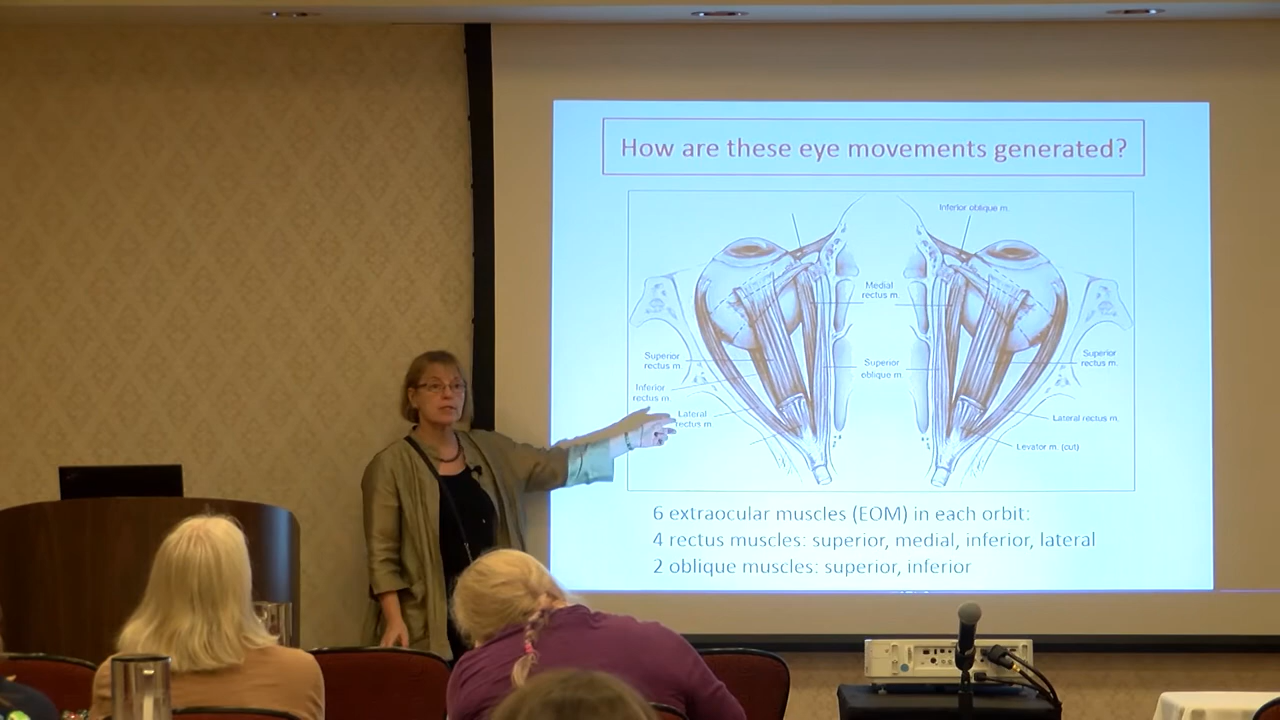 How are these eye movements generated?
Inferior oblique m.
Medial
rectus m.
Superior
rectus m.
Superior
oblique m
Superior
rectus m.
Inferior
rectus m.
Lateral
rectus m
Lateral rectus m.
Levator m. (cut)
6 extraocular muscles (EOM) in each orbit:
4 rectus muscles: superior, medial, inferior, lateral
2 oblique muscles: superior, inferior